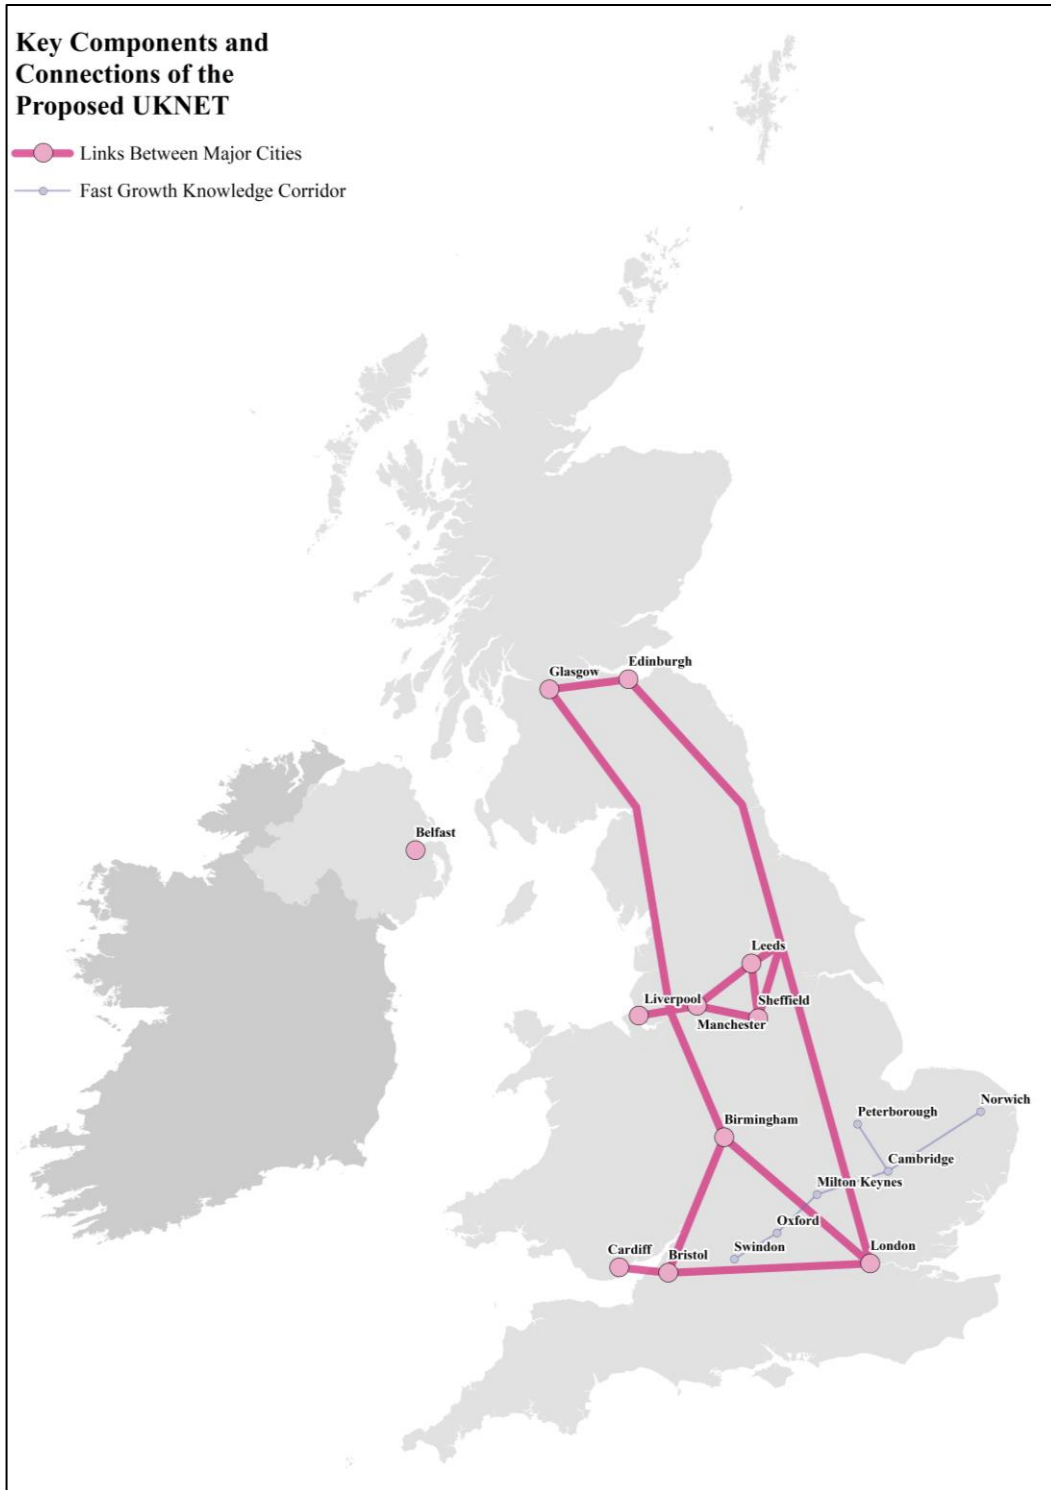 Key Components and
Connections of the
Proposed UKNET
Links Between Major Cities
Fast Growth Knowledge Corridor
Glasgow
Edinburgh
Belfast
Leeds
Liverpool
Sheffield
Manchester
Birmingham
Norwich
Peterborough
Cambridge
Milton Keynes
Oxford
Swindon
London
Cardiff
Bristol